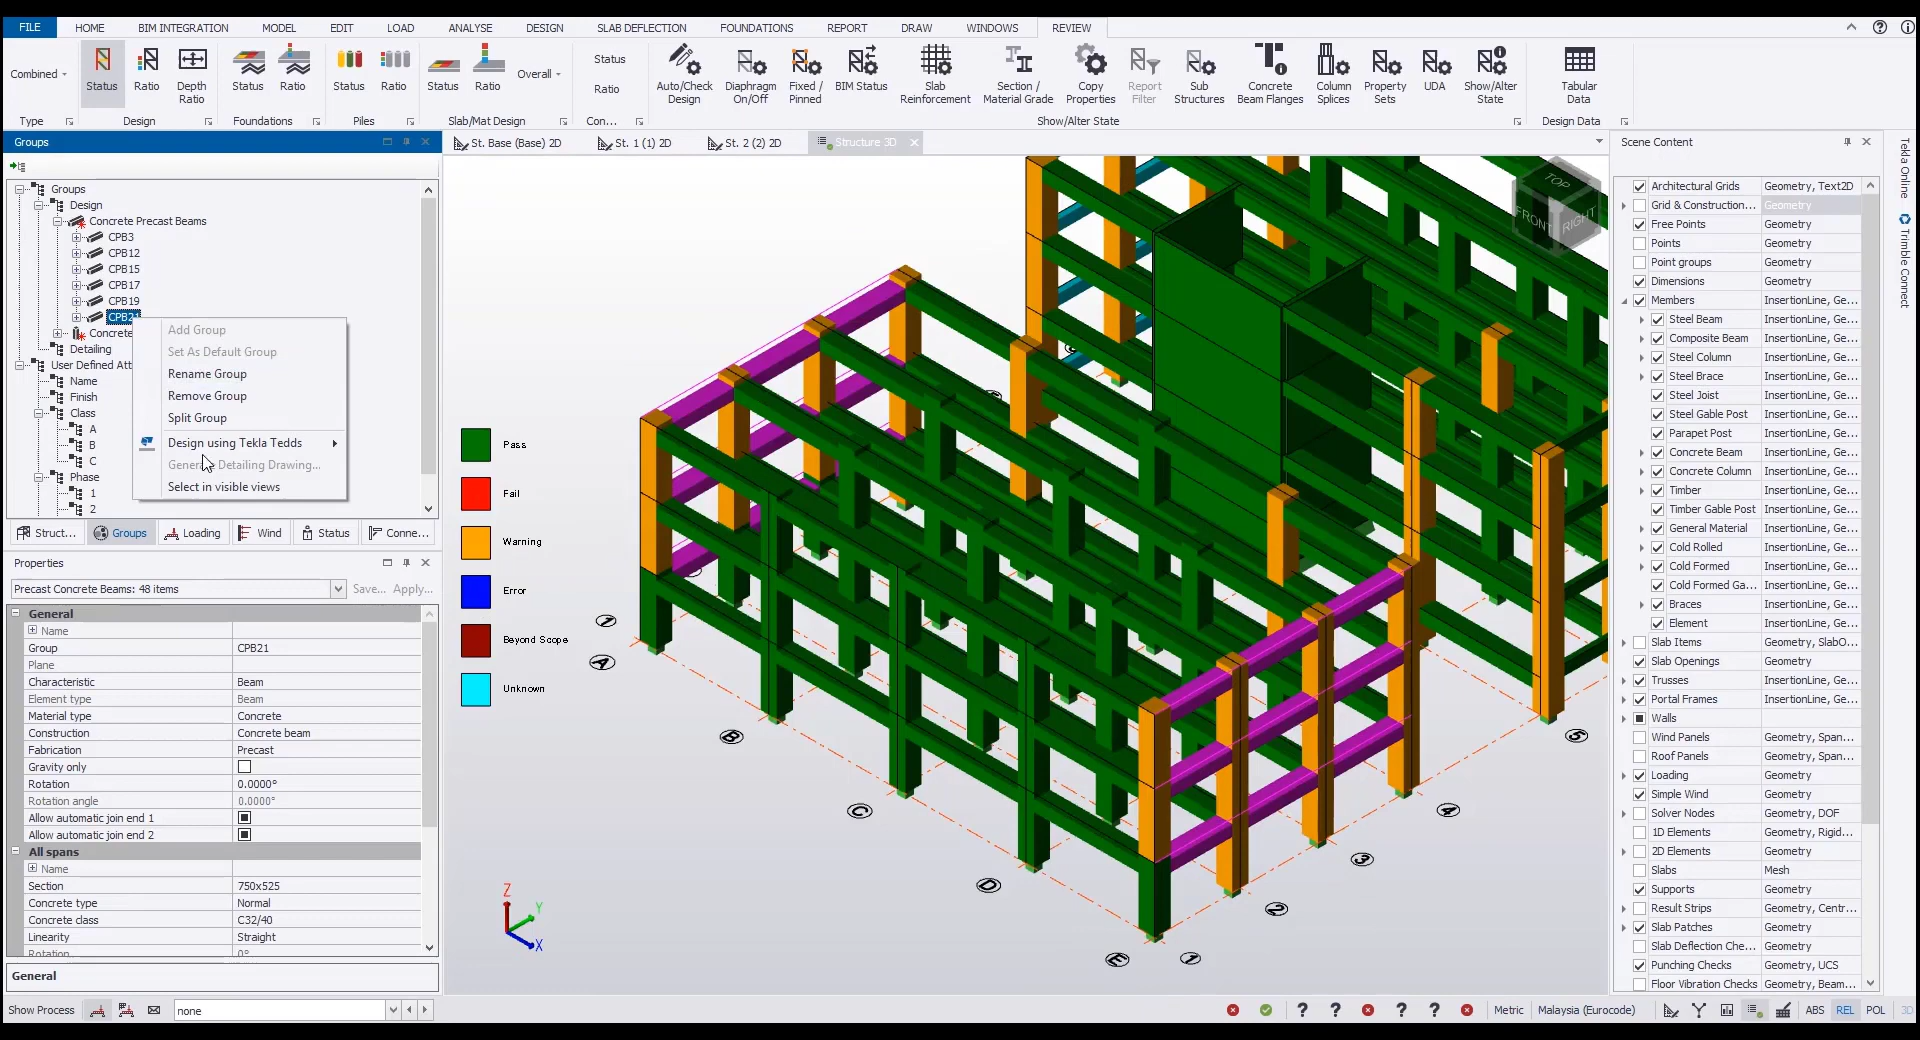 FILE HOME BIM INTEGRATION MODEL EDIT LOAD ANALYSE DESIGN SLAB DEFLECTION FOUNDATIONS REPORT DRAW WINDOWS REVIEW
Combined Status Ratio Depth Ratio Status Ratio Status Ratio Status Ratio Overall Status Ratio Auto/Check Design Diaphragm On/Off Fixed / Pinned BIM Status Slab Reinforcement Section / Material Grade Copy Properties Report Filter Sub Structures Concrete Beam Flanges Column Splices Property Sets UDA Show/Alter State Tabular Data
Type Design Foundations Piles Slab/Mat Design Con... Show/Alter State Design Data
Groups
Groups
Design
Concrete Precast Beams
CPB3
CPB12
CPB15
CPB17
CPB19
CPB21
Concrete
Detailing
User Defined Att
Name
Finish
Class
A
B
C
Phase
1
2
Add Group
Set As Default Group
Rename Group
Remove Group
Split Group
Design using Tekla Tedds
Detailing Drawing...
Select in visible views
Struct... Groups Loading Wind Status Conne...
Properties
Precast Concrete Beams: 48 items Save... Apply...
General
Name
Group CPB21
Plane
Characteristic Beam
Element type Beam
Material type Concrete
Construction Concrete beam
Fabrication Precast
Gravity only
Rotation 0.0000°
Rotation angle 0.0000°
Allow automatic join end 1
Allow automatic join end 2
All spans
Name
Section 750x525
Concrete type Normal
Concrete class C32/40
Linearity Straight
Rotation 0°
General
St. Base (Base) 2D St. 1 (1) 2D St. 2 (2) 2D Structure 3D
Pass
Fail
Warning
Error
Beyond Scope
Unknown
TOP
FRONT RIGHT
1
A
B
C
D
E
1
2
3
4
5
Z
Y
X
Scene Content
Architectural Grids Geometry, Text2D
Grid & Construction... Geometry
Free Points Geometry
Points Geometry
Point groups Geometry
Dimensions Geometry
Members InsertionLine, Ge...
Steel Beam InsertionLine, Ge...
Composite Beam InsertionLine, Ge...
Steel Column InsertionLine, Ge...
Steel Brace InsertionLine, Ge...
Steel Joist InsertionLine, Ge...
Steel Gable Post InsertionLine, Ge...
Parapet Post InsertionLine, Ge...
Concrete Beam InsertionLine, Ge...
Concrete Column InsertionLine, Ge...
Timber InsertionLine, Ge...
Timber Gable Post InsertionLine, Ge...
General Material InsertionLine, Ge...
Cold Rolled InsertionLine, Ge...
Cold Formed InsertionLine, Ge...
Cold Formed Ga... InsertionLine, Ge...
Braces InsertionLine, Ge...
Element InsertionLine, Ge...
Slab Items Geometry, SlabO...
Slab Openings Geometry
Trusses InsertionLine, Ge...
Portal Frames InsertionLine, Ge...
Walls
Wind Panels Geometry, Span...
Roof Panels Geometry, Span...
Loading Geometry
Simple Wind Geometry
Solver Nodes Geometry, DOF
1D Elements Geometry, Rigid...
2D Elements Geometry
Slabs Mesh
Supports Geometry
Result Strips Geometry, Centr...
Slab Patches Geometry
Slab Deflection Che... Geometry
Punching Checks Geometry, UCS
Floor Vibration Checks Geometry, Beam...
Tekla Online
Trimble Connect
Show Process none Metric Malaysia (Eurocode) ABS REL POL 3D